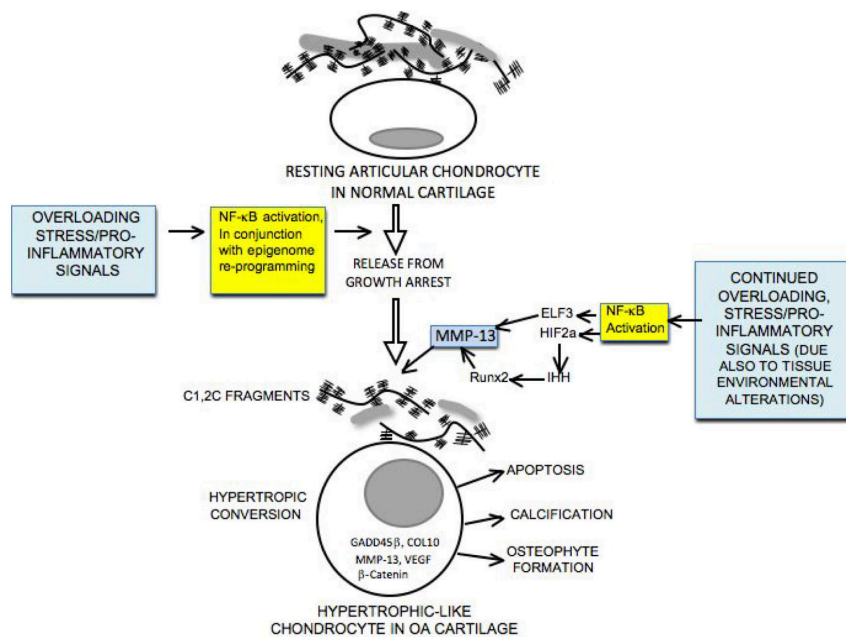 RESTING ARTICULAR CHONDROCYTE
IN NORMAL CARTILAGE
OVERLOADING
STRESS/PRO-
INFLAMMATORY
SIGNALS
NF-κB activation,
In conjunction
with epigenome
re-programming
RELEASE FROM
GROWTH ARREST
CONTINUED
OVERLOADING,
STRESS/PRO-
INFLAMMATORY
SIGNALS (DUE
ALSO TO TISSUE
ENVIRONMENTAL
ALTERATIONS)
NF-κB
Activation
ELF3
HIF2a
MMP-13
Runx2
IHH
C1,2C FRAGMENTS
HYPERTROPIC
CONVERSION
GADD45β, COL10
MMP-13, VEGF
β-Catenin
APOPTOSIS
CALCIFICATION
OSTEOPHYTE
FORMATION
HYPERTROPHIC-LIKE
CHONDROCYTE IN OA CARTILAGE